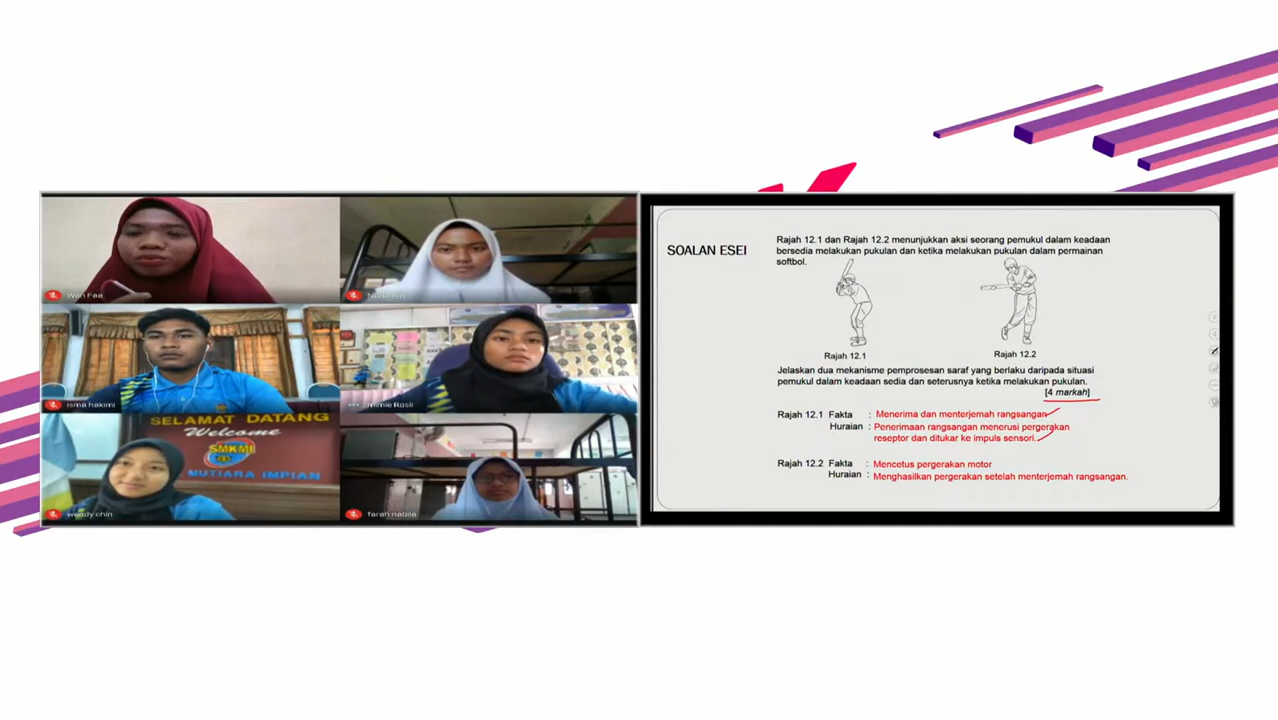 Wan Faa
isma hakimi
mimie Rosli
SELAMAT DATANG
Welcome
SMKMI
MUTIARA IMPIAN
wendy chin
farah nabila
SOALAN ESEI
Rajah 12.1 dan Rajah 12.2 menunjukkan aksi seorang pemukul dalam keadaan
bersedia melakukan pukulan dan ketika melakukan pukulan dalam permainan
softbol.
Rajah 12.1
Rajah 12.2
Jelaskan dua mekanisme pemprosesan saraf yang berlaku daripada situasi
pemukul dalam keadaan sedia dan seterusnya ketika melakukan pukulan.
[4 markah]
Rajah 12.1 Fakta : Menerima dan menterjemah rangsangan
Huraian : Penerimaan rangsangan menerusi pergerakan
reseptor dan ditukar ke impuls sensori.
Rajah 12.2 Fakta : Mencetus pergerakan motor
Huraian : Menghasilkan pergerakan setelah menterjemah rangsangan.